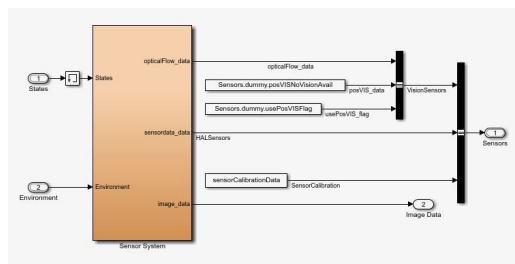 opticalFlow_data
opticalFlow_data
1
States
States
Sensors.dummy.posVISNoVisionAvail
posVIS_data
VisionSensors
Sensors.dummy.usePosVISFlag
usePosVIS_flag
sensordata_data
HALSensors
1
Sensors
sensorCalibrationData
SensorCalibration
2
Environment
Environment
image_data
2
Image Data
Sensor System